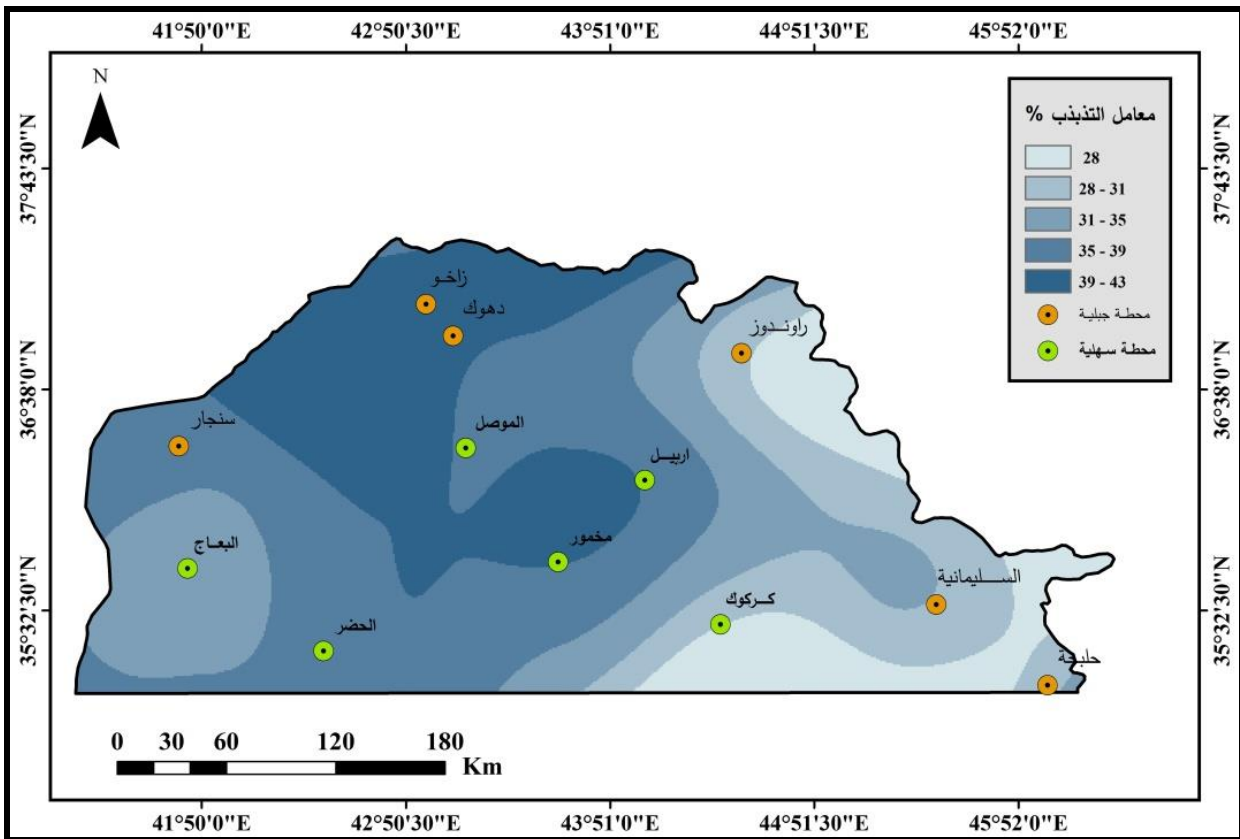 41°50'0"E 42°50'30"E 43°51'0"E 44°51'30"E 45°52'0"E
N
معامل التذبذب %
28
28 - 31
31 - 35
35 - 39
39 - 43
محطة جبلية
محطة سهلية
37°43'30"N
37°43'30"N
36°38'0"N
36°38'0"N
35°32'30"N
35°32'30"N
زاخو
دهوك
راوندوز
سنجار
الموصل
اربيل
البعاج
مخمور
السليمانية
كركوك
الحضر
حلبجة
0 30 60 120 180
Km
41°50'0"E 42°50'30"E 43°51'0"E 44°51'30"E 45°52'0"E